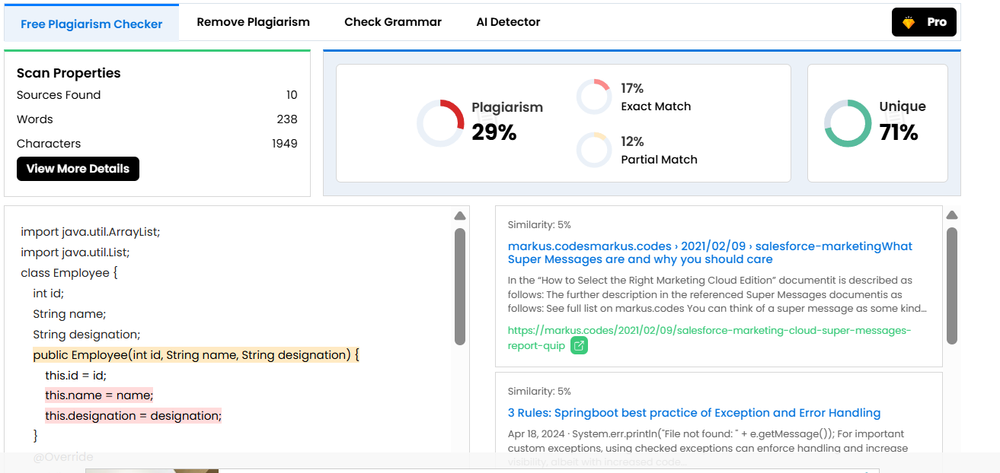 Free Plagiarism Checker
Remove Plagiarism
Check Grammar
AI Detector
Pro
Scan Properties
Sources Found 10
Words 238
Characters 1949
View More Details
Plagiarism
29%
17%
Exact Match
12%
Partial Match
Unique
71%
import java.util.ArrayList;
import java.util.List;
class Employee {
int id;
String name;
String designation;
public Employee(int id, String name, String designation) {
this.id = id;
this.name = name;
this.designation = designation;
}
@Override
Similarity: 5%
markus.codesmarkus.codes › 2021/02/09 › salesforce-marketingWhat
Super Messages are and why you should care
In the “How to Select the Right Marketing Cloud Edition” documentit is described as
follows: The further description in the referenced Super Messages documentis as
follows: See full list on markus.codes You can think of a super message as some kind...
https://markus.codes/2021/02/09/salesforce-marketing-cloud-super-messages-
report-quip
Similarity: 5%
3 Rules: Springboot best practice of Exception and Error Handling
Apr 18, 2024 · System.err.println("File not found: " + e.getMessage()); For important
custom exceptions, using checked exceptions can enforce handling and increase
visibility, albeit with increased code...